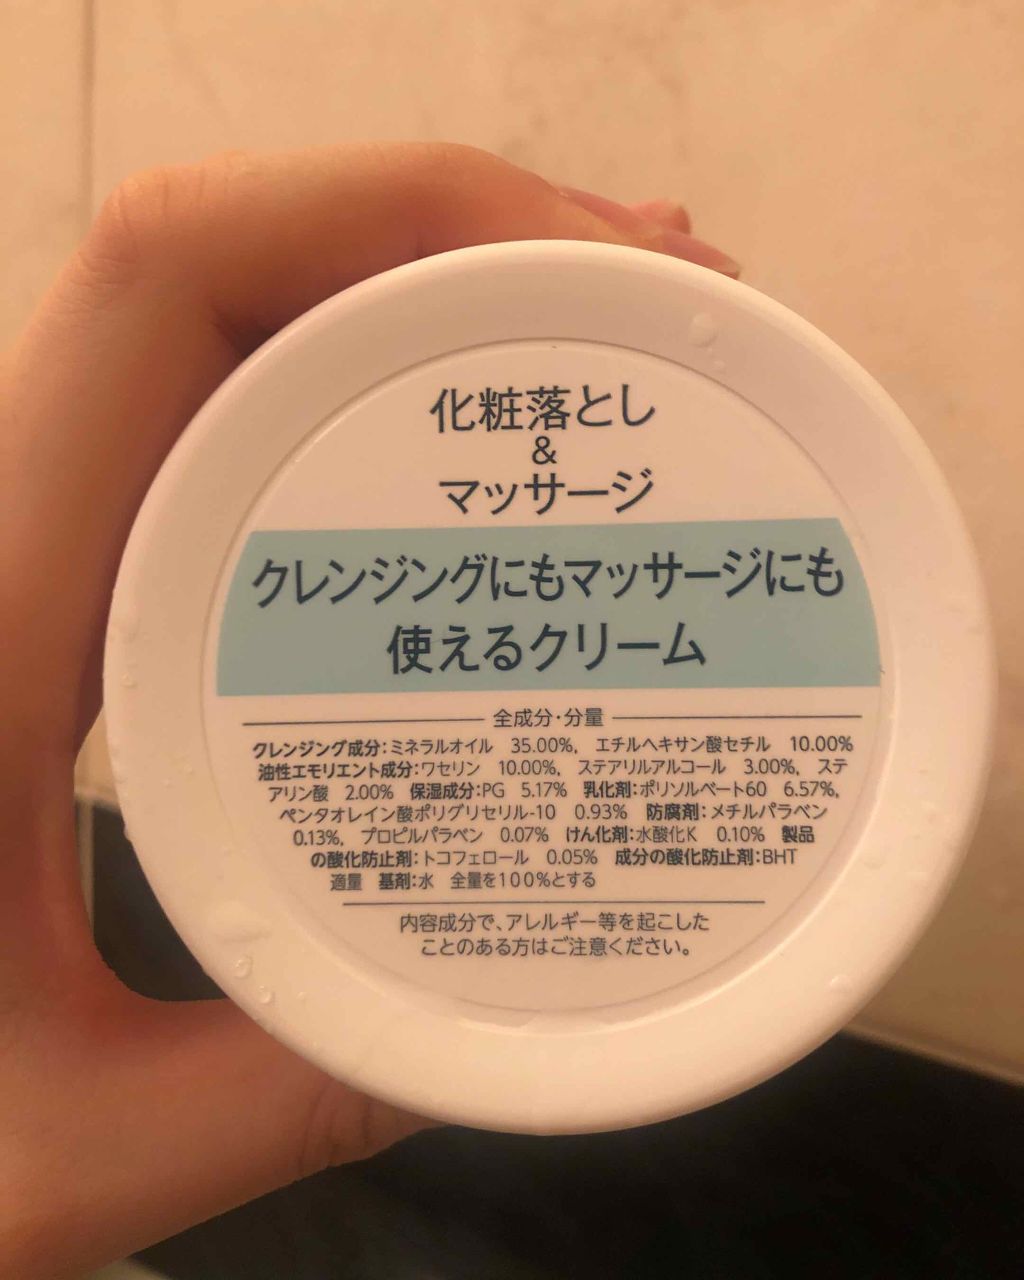 化粧落とし
&
マッサージ
クレンジングにもマッサージにも
使えるクリーム
全成分・分量
クレンジング成分:ミネラルオイル 35.00%, エチルヘキサン酸セチル 10.00%
油性エモリエント成分:ワセリン 10.00%, ステアリルアルコール 3.00%, ステ
アリン酸 2.00% 保湿成分:PG 5.17% 乳化剤:ポリソルベート60 6.57%,
ペンタオレイン酸ポリグリセリル-10 0.93% 防腐剤:メチルパラベン
0.13%, プロピルパラベン 0.07% けん化剤:水酸化K 0.10% 製品
の酸化防止剤:トコフェロール 0.05% 成分の酸化防止剤:BHT
適量 基剤:水 全量を100%とする
内容成分で、アレルギー等を起こした
ことのある方はご注意ください。